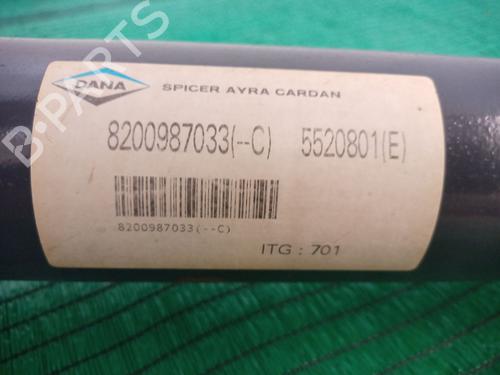 B-PARTS
DANA
SPICER AYRA CARDAN
8200987033(--C) 5520801(E)
8200987033(--C)
ITG : 701